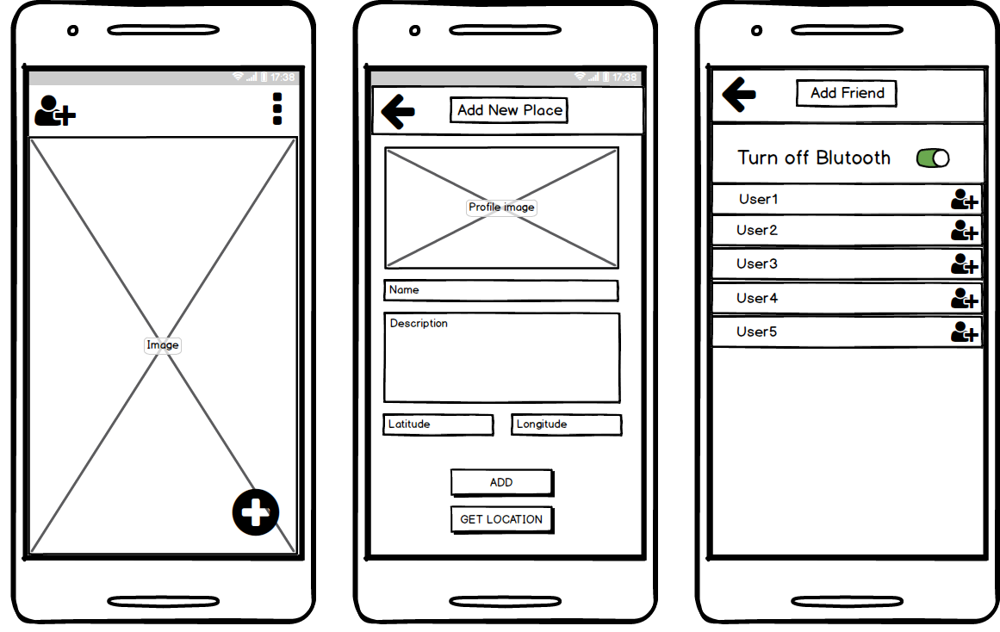 17:38
Image
17:38
Add New Place
Profile image
Name
Description
Latitude
Longitude
ADD
GET LOCATION
Add Friend
Turn off Blutooth
User1
User2
User3
User4
User5